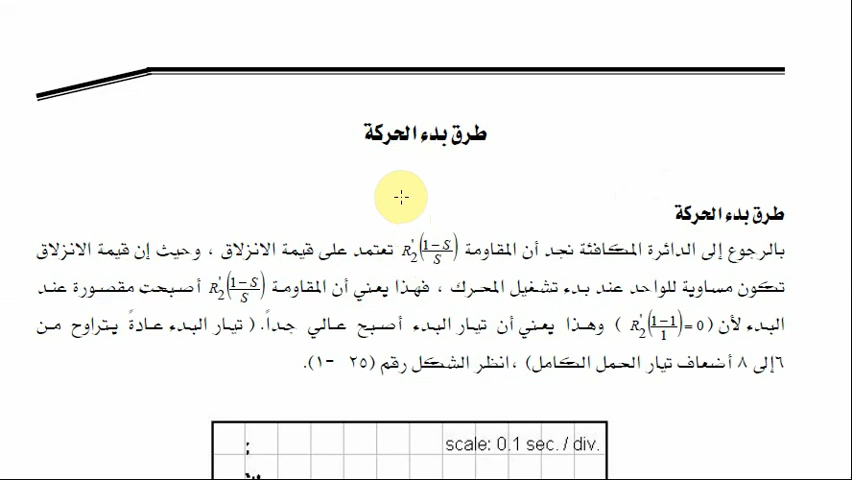 طرق بدء الحركة
طرق بدء الحركة
بالرجوع إلى الدائرة المكافئة نجد أن المقاومة R₂'((1−S)/S) تعتمد على قيمة الانزلاق ، وحيث إن قيمة الانزلاق
تكون مساوية للواحد عند بدء تشغيل المحرك ، فهذا يعني أن المقاومة R₂'((1−S)/S) أصبحت مقصورة عند
البدء لأن ( R₂'((1−1)/1)=0 ) وهذا يعني أن تيار البدء أصبح عالي جداً. ( تيار البدء عادةً يتراوح من
٦إلى ٨ أضعاف تيار الحمل الكامل) ، انظر الشكل رقم (٢٥ -١).
scale: 0.1 sec. / div.